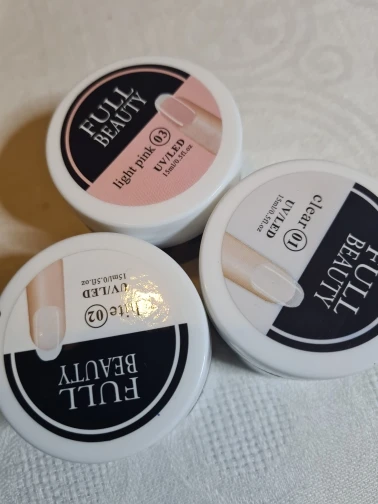 FULL
BEAUTY
light pink 03
UV/LED
15ml/0.5fl.oz
clear 01
UV/LED
15ml/0.5fl.oz
FULL
BEAUTY
02
UV/LED
15ml/0.5fl.oz
FULL
BEAUTY